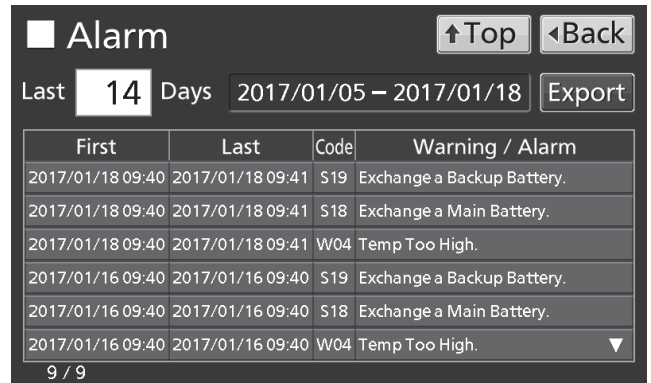 Alarm ↑Top ◂Back
Last 14 Days 2017/01/05 – 2017/01/18 Export
First Last Code Warning / Alarm
2017/01/18 09:40 2017/01/18 09:41 S19 Exchange a Backup Battery.
2017/01/18 09:40 2017/01/18 09:41 S18 Exchange a Main Battery.
2017/01/18 09:40 2017/01/18 09:41 W04 Temp Too High.
2017/01/16 09:40 2017/01/16 09:40 S19 Exchange a Backup Battery.
2017/01/16 09:40 2017/01/16 09:40 S18 Exchange a Main Battery.
2017/01/16 09:40 2017/01/16 09:40 W04 Temp Too High. ▼
9 / 9